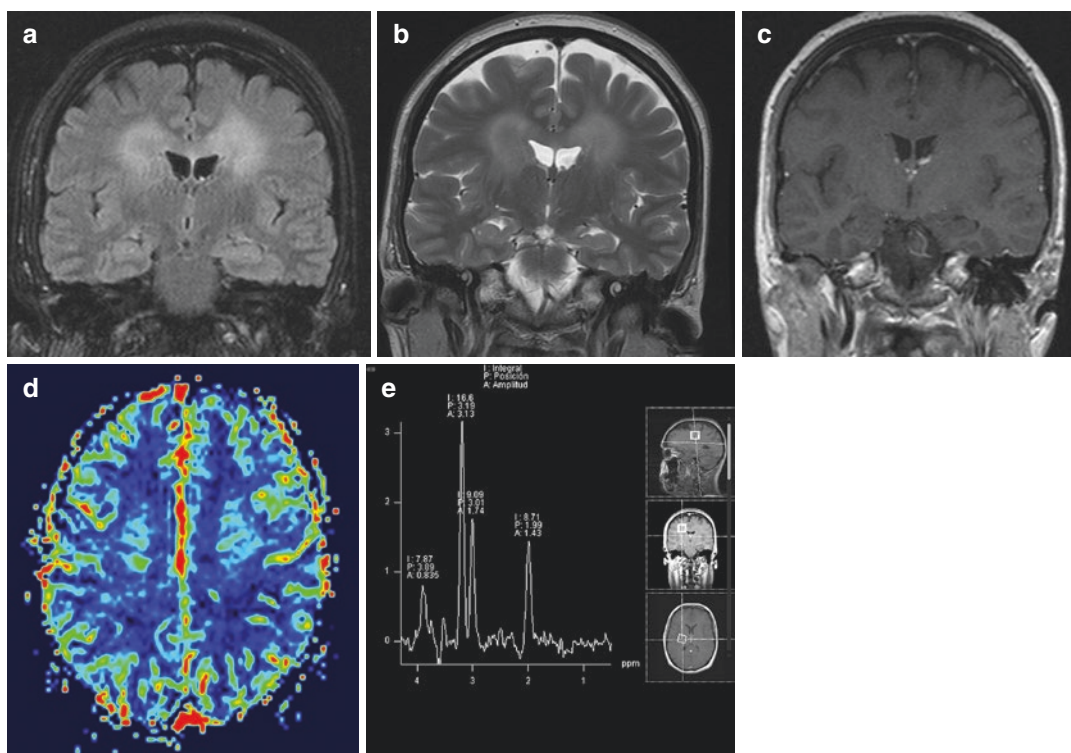 a
b
c
d
e
I : Integral
P: Posición
A: Amplitud
I : 16.6
P: 3.19
A: 3.13
I : 9.09
P: 3.01
A: 1.74
I : 8.71
P: 1.99
A: 1.43
I : 7.87
P: 3.89
A: 0.835
3
2
1
0
ppm
4
3
2
1